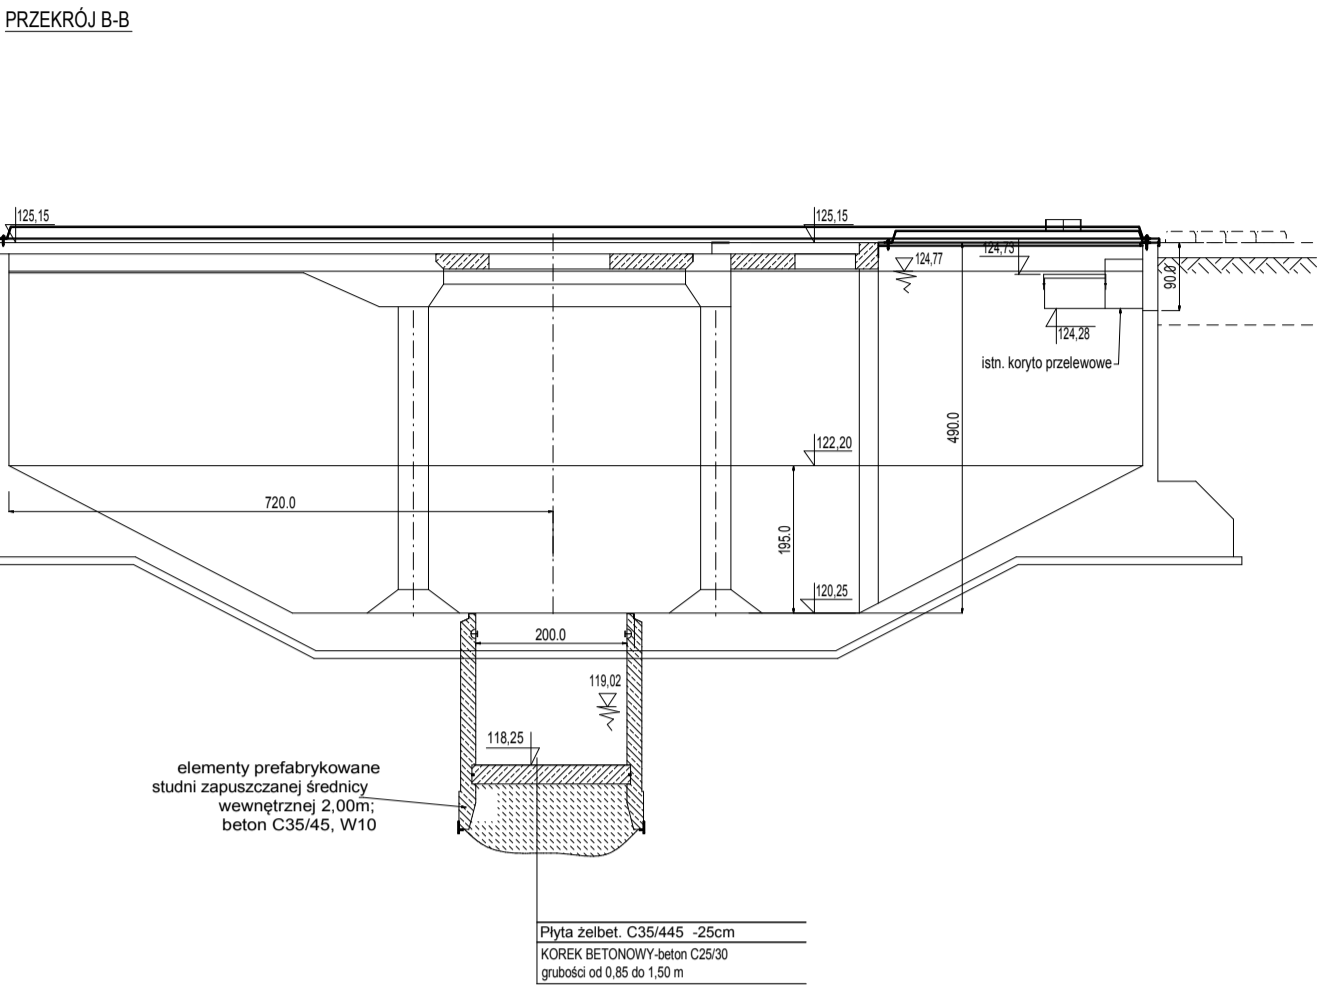 PRZEKRÓJ B-B
125,15
125,15
124,77
124,73
90.0
124,28
istn. koryto przelewowe
490.0
122,20
720.0
195.0
120,25
200.0
119,02
118,25
elementy prefabrykowane
studni zapuszczanej średnicy
wewnętrznej 2,00m;
beton C35/45, W10
Płyta żelbet. C35/445 -25cm
KOREK BETONOWY-beton C25/30
grubości od 0,85 do 1,50 m